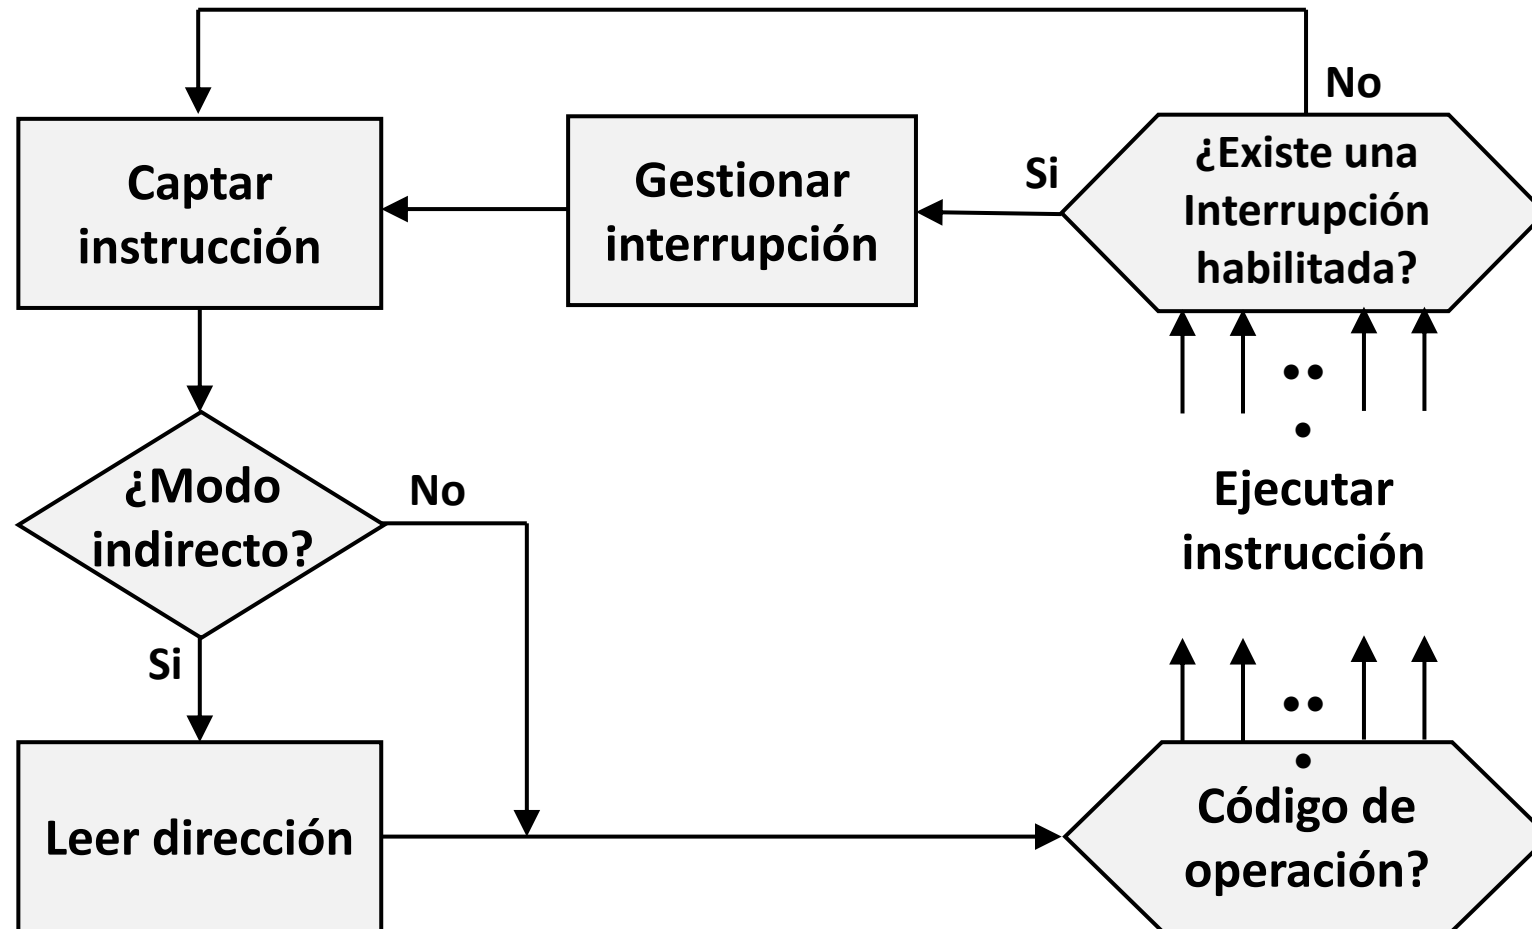 No
Captar
instrucción
Gestionar
interrupción
Si
¿Existe una
Interrupción
habilitada?
¿Modo
indirecto?
No
Ejecutar
instrucción
Si
Leer dirección
Código de
operación?